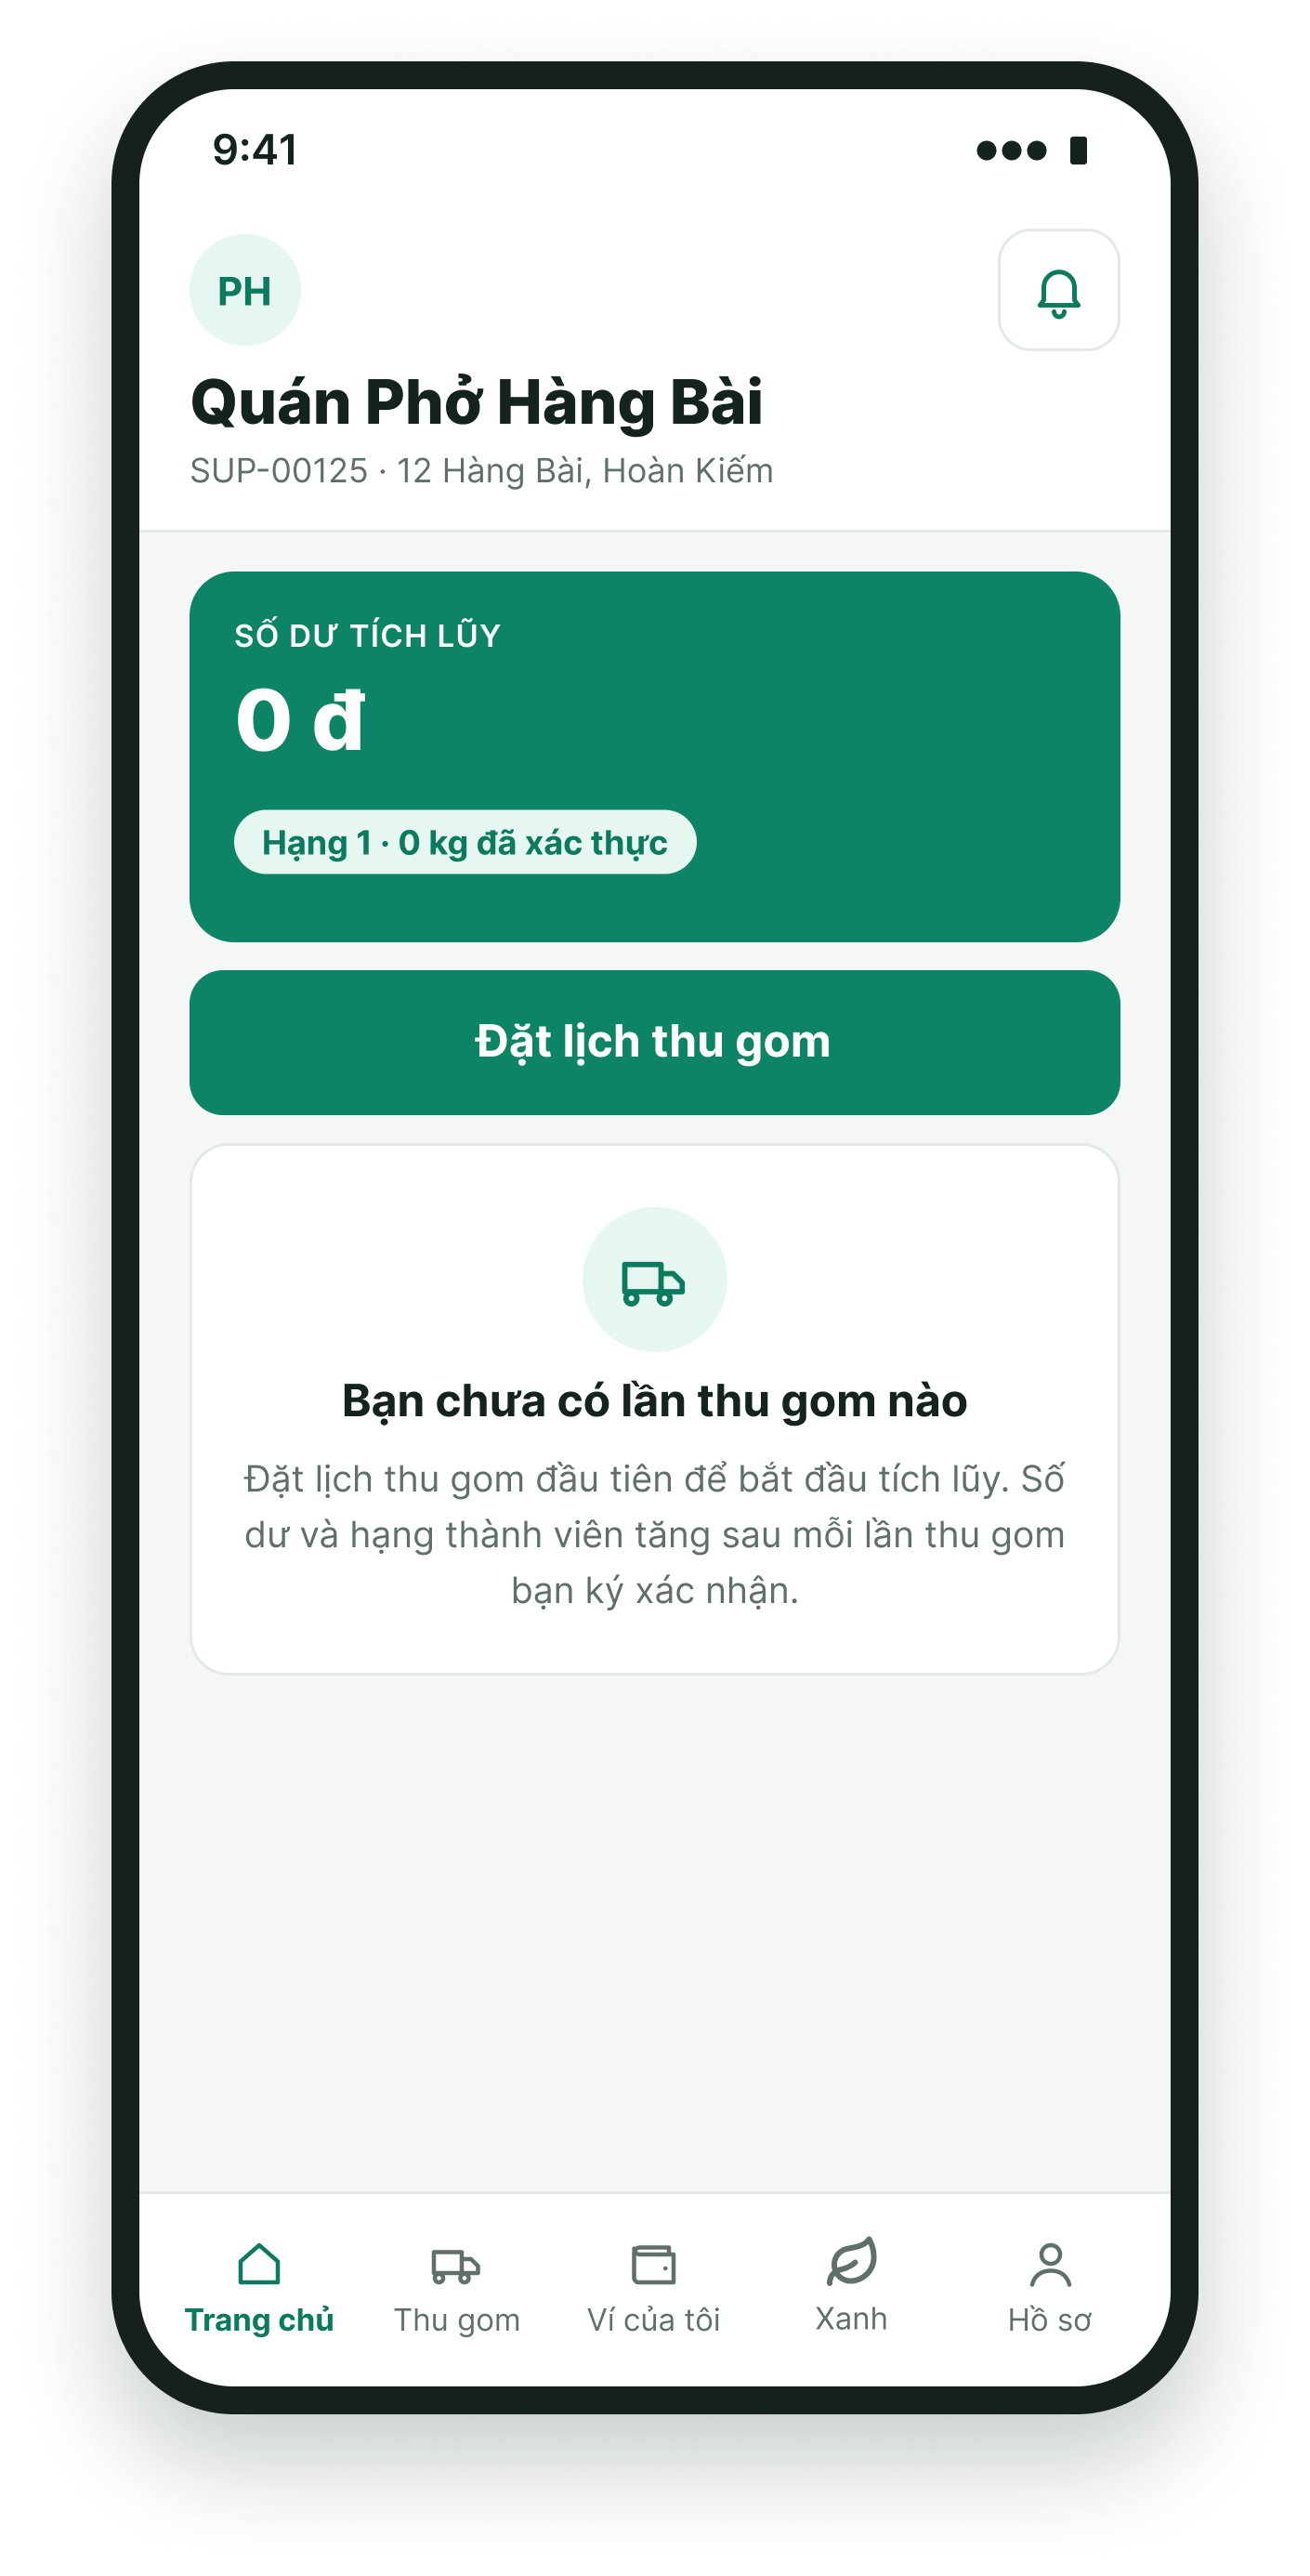 9:41
PH
Quán Phở Hàng Bài
SUP-00125 · 12 Hàng Bài, Hoàn Kiếm
SỐ DƯ TÍCH LŨY
0 đ
Hạng 1 · 0 kg đã xác thực
Đặt lịch thu gom
Bạn chưa có lần thu gom nào
Đặt lịch thu gom đầu tiên để bắt đầu tích lũy. Số
dư và hạng thành viên tăng sau mỗi lần thu gom
bạn ký xác nhận.
Trang chủ
Thu gom
Ví của tôi
Xanh
Hồ sơ